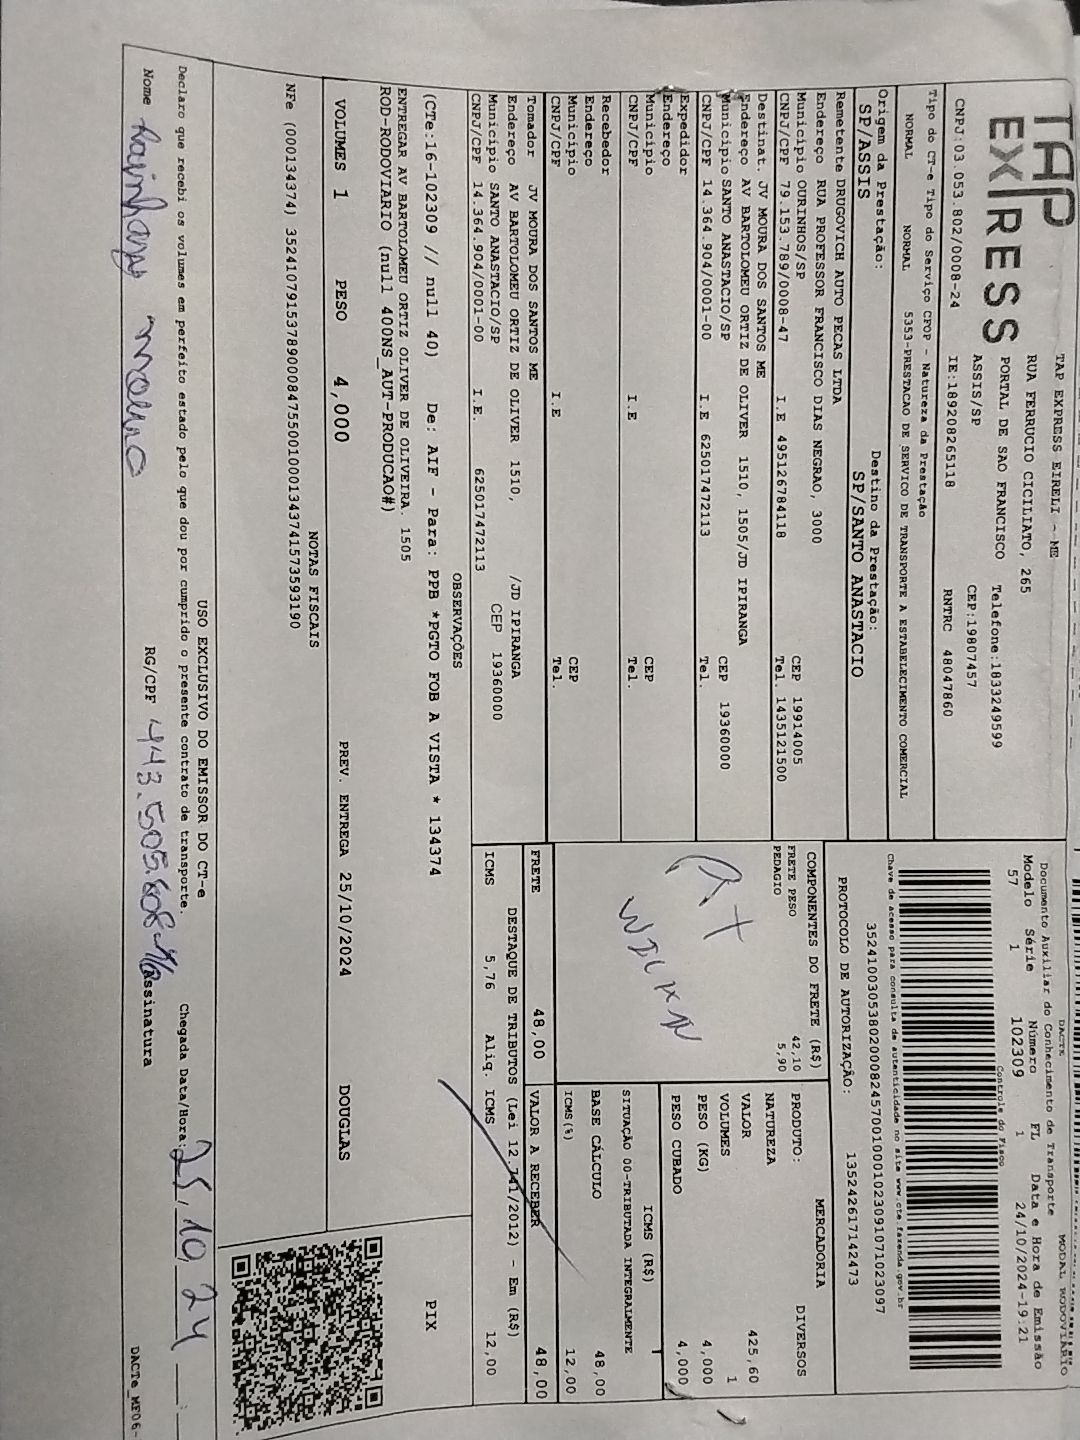 TAP EXPRESS
TAP EXPRESS EIRELI - ME
RUA FERRUCIO CICILIATO, 265
PORTAL DE SAO FRANCISCO Telefone:1833249599
ASSIS/SP CEP:19807457
CNPJ:03.053.802/0008-24 IE:189208265118 RNTRC 48047860
Tipo do CT-e Tipo do Serviço CFOP - Natureza da Prestação
NORMAL NORMAL 5353-PRESTACAO DE SERVICO DE TRANSPORTE A ESTABELECIMENTO COMERCIAL
Origem da Prestação: Destino da Prestação:
SP/ASSIS SP/SANTO ANASTACIO
Remetente DRUGOVICH AUTO PECAS LTDA
Endereço RUA PROFESSOR FRANCISCO DIAS NEGRAO, 3000
Município OURINHOS/SP CEP 19914005
CNPJ/CPF 79.153.789/0008-47 I.E 495126784118 Tel. 1435121500
Destinat. JV MOURA DOS SANTOS ME
Endereço AV BARTOLOMEU ORTIZ DE OLIVER 1510, 1505/JD IPIRANGA
Município SANTO ANASTACIO/SP CEP 19360000
CNPJ/CPF 14.364.904/0001-00 I.E 625017472113 Tel.
Expedidor
Endereço
Município CEP
CNPJ/CPF I.E Tel.
Recebedor
Endereço
Município CEP
CNPJ/CPF I.E Tel.
Tomador JV MOURA DOS SANTOS ME
Endereço AV BARTOLOMEU ORTIZ DE OLIVER 1510, /JD IPIRANGA
Município SANTO ANASTACIO/SP CEP 19360000
CNPJ/CPF 14.364.904/0001-00 I.E. 625017472113
DACTE MODAL RODOVIÁRIO
Documento Auxiliar do Conhecimento de Transporte
Modelo Série Número FL Data e Hora de Emissão
57 1 102309 1 24/10/2024-19:21
Controle do Fisco
Chave de acesso para consulta de autenticidade no site www.cte.fazenda.gov.br
35241003053802000824570010001023091071023097
PROTOCOLO DE AUTORIZAÇÃO: 135242617142473
COMPONENTES DO FRETE (R$)
FRETE PESO 42,10
PEDAGIO 5,90
PRODUTO: MERCADORIA
NATUREZA DIVERSOS
VALOR 425,60
VOLUMES 1
PESO (KG) 4,000
PESO CUBADO 4,000
ICMS (R$)
SITUAÇÃO 00-TRIBUTADA INTEGRALMENTE
BASE CÁLCULO 48,00
ICMS(%) 12,00
FRETE 48,00 VALOR A RECEBER 48,00
DESTAQUE DE TRIBUTOS (Lei 12.741/2012) - Em (R$)
ICMS 5,76 Aliq. ICMS 12,00
OBSERVAÇÕES
(CTe:16-102309 // null 40) De: AIF - Para: PPB *PGTO FOB A VISTA * 134374
ENTREGAR AV BARTOLOMEU ORTIZ OLIVER DE OLIVEIRA. 1505
ROD-RODOVIARIO (null 400NS_AUT-PRODUCAO#)
PIX
VOLUMES 1 PESO 4,000 PREV. ENTREGA 25/10/2024 DOUGLAS
NOTAS FISCAIS
NFe (000134374) 35241079153789000847550010001343741573593190
USO EXCLUSIVO DO EMISSOR DO CT-e
Declaro que recebi os volumes em perfeito estado pelo que dou por cumprido o presente contrato de transporte. Chegada Data/Hora: 25/10/24
Nome RG/CPF 443.505.608 Assinatura
DACTe_MF06-